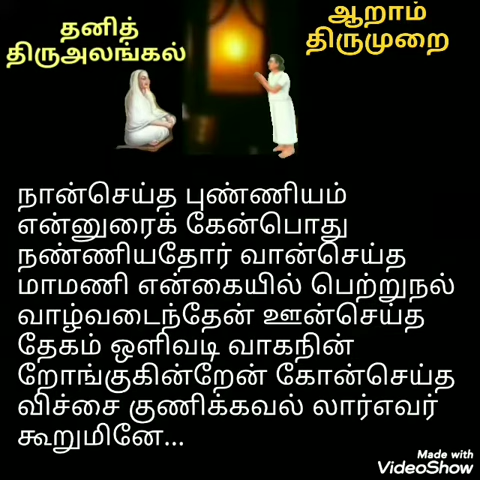 தனித்
திருஅலங்கல்
ஆறாம்
திருமுறை
நான்செய்த புண்ணியம்
என்னுரைக் கேன்பொது
நண்ணியதோர் வான்செய்த
மாமணி என்கையில் பெற்றுநல்
வாழ்வடைந்தேன் ஊன்செய்த
தேகம் ஒளிவடி வாகநின்
றோங்குகின்றேன் கோன்செய்த
விச்சை குணிக்கவல் லார்எவர்
கூறுமினே...
Made with
VideoShow